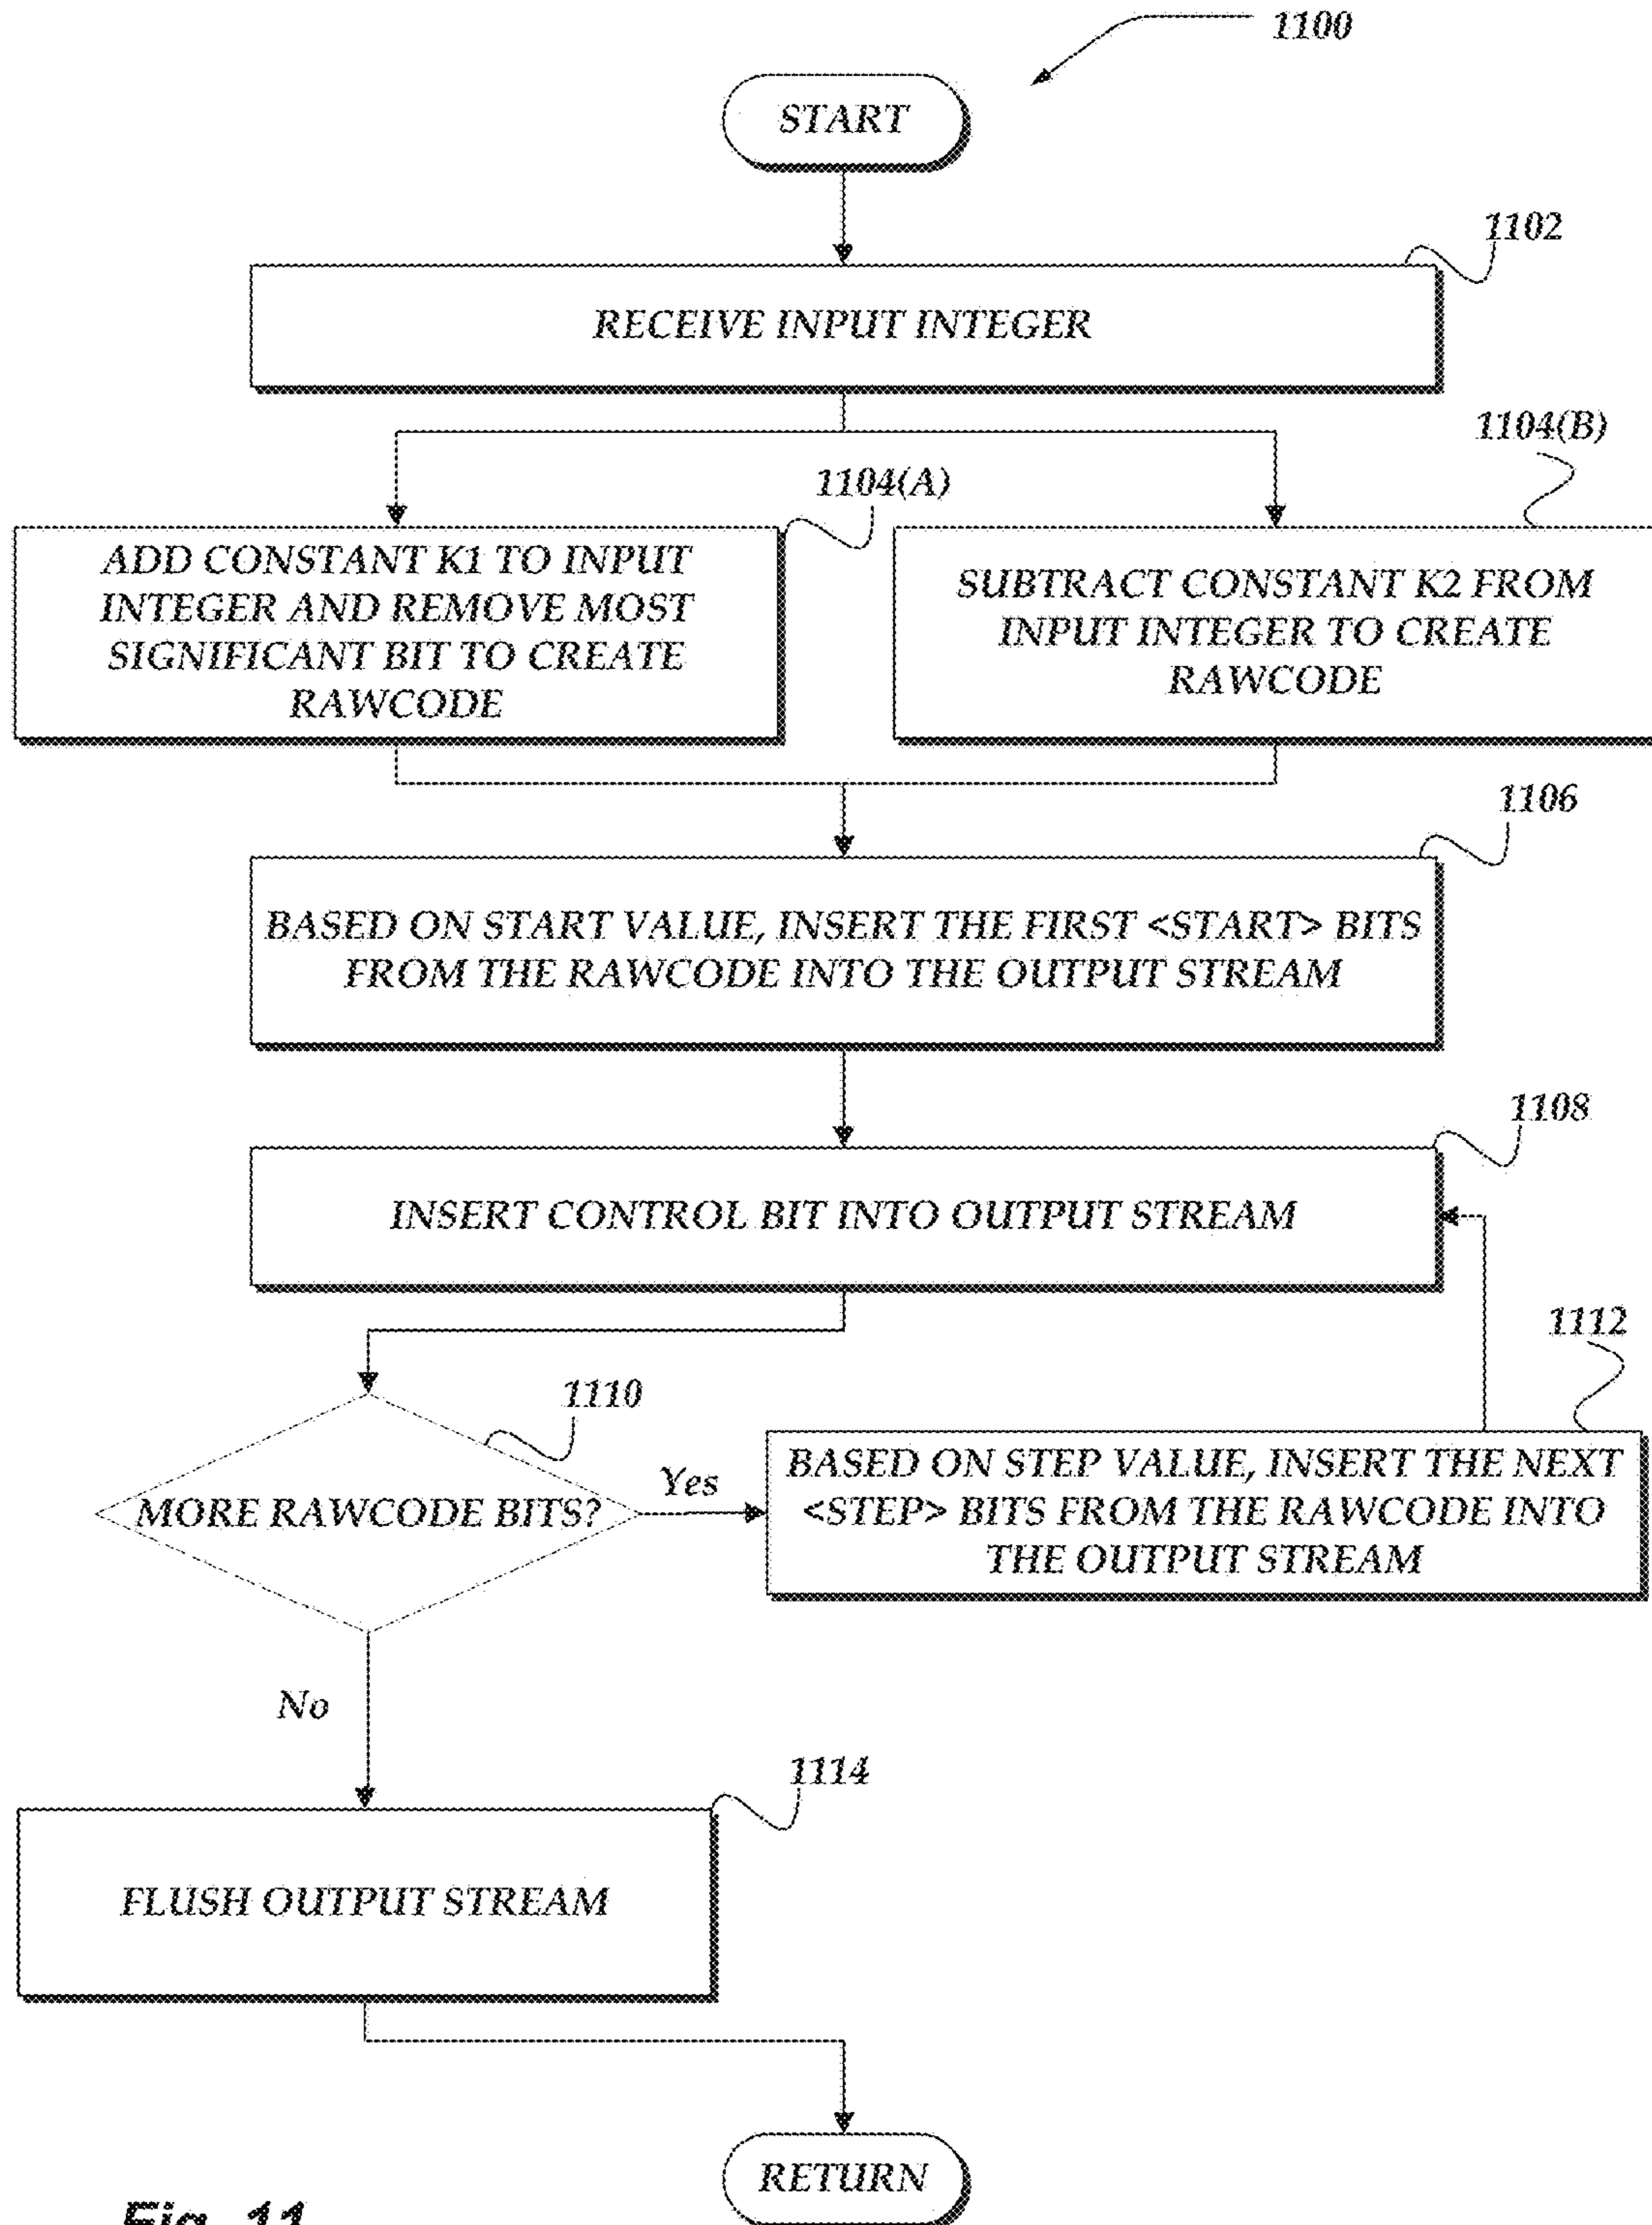 1100
START
1102
RECEIVE INPUT INTEGER
1104(B)
1104(A)
ADD CONSTANT K1 TO INPUT
INTEGER AND REMOVE MOST
SIGNIFICANT BIT TO CREATE
RAWCODE
SUBTRACT CONSTANT K2 FROM
INPUT INTEGER TO CREATE
RAWCODE
1106
BASED ON START VALUE, INSERT THE FIRST <START> BITS
FROM THE RAWCODE INTO THE OUTPUT STREAM
1108
INSERT CONTROL BIT INTO OUTPUT STREAM
1112
1110
MORE RAWCODE BITS?
Yes
BASED ON STEP VALUE, INSERT THE NEXT
<STEP> BITS FROM THE RAWCODE INTO
THE OUTPUT STREAM
No
1114
FLUSH OUTPUT STREAM
RETURN
Fig. 11